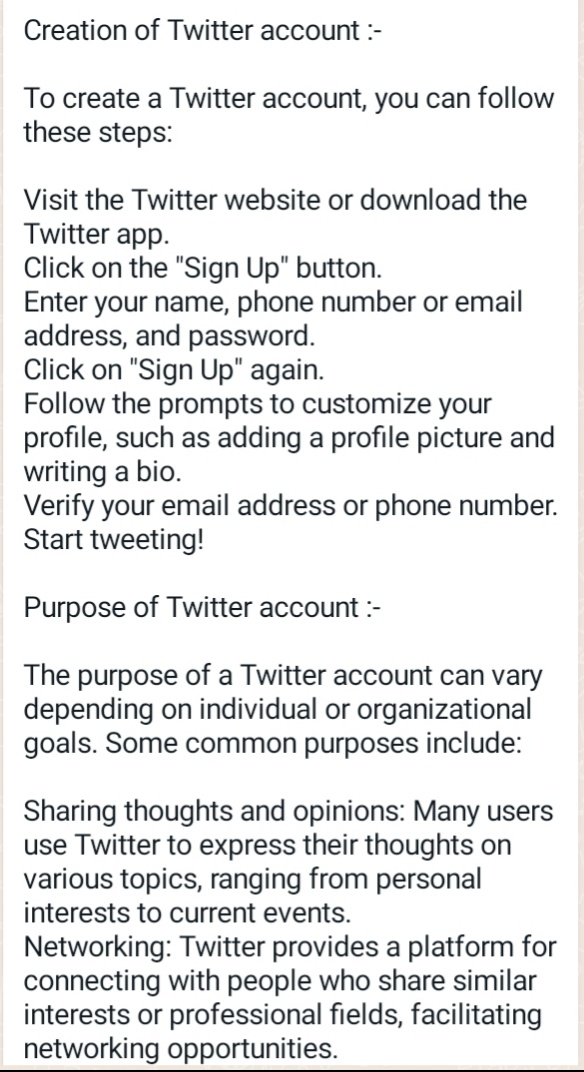 Creation of Twitter account :-
To create a Twitter account, you can follow
these steps:
Visit the Twitter website or download the
Twitter app.
Click on the "Sign Up" button.
Enter your name, phone number or email
address, and password.
Click on "Sign Up" again.
Follow the prompts to customize your
profile, such as adding a profile picture and
writing a bio.
Verify your email address or phone number.
Start tweeting!
Purpose of Twitter account :-
The purpose of a Twitter account can vary
depending on individual or organizational
goals. Some common purposes include:
Sharing thoughts and opinions: Many users
use Twitter to express their thoughts on
various topics, ranging from personal
interests to current events.
Networking: Twitter provides a platform for
connecting with people who share similar
interests or professional fields, facilitating
networking opportunities.